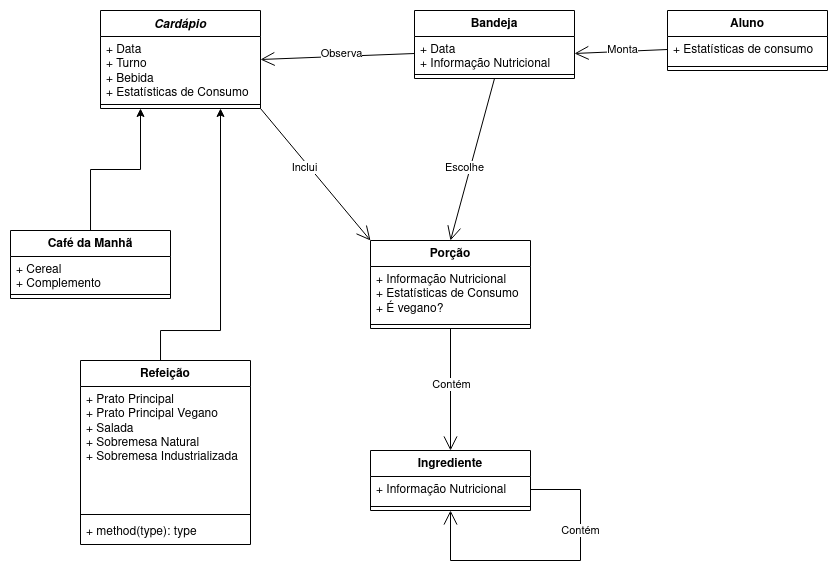 Cardápio
+ Data
+ Turno
+ Bebida
+ Estatísticas de Consumo
Observa
Bandeja
+ Data
+ Informação Nutricional
Monta
Aluno
+ Estatísticas de consumo
Inclui
Escolhe
Café da Manhã
+ Cereal
+ Complemento
Porção
+ Informação Nutricional
+ Estatísticas de Consumo
+ É vegano?
Refeição
+ Prato Principal
+ Prato Principal Vegano
+ Salada
+ Sobremesa Natural
+ Sobremesa Industrializada
+ method(type): type
Contém
Ingrediente
+ Informação Nutricional
Contém